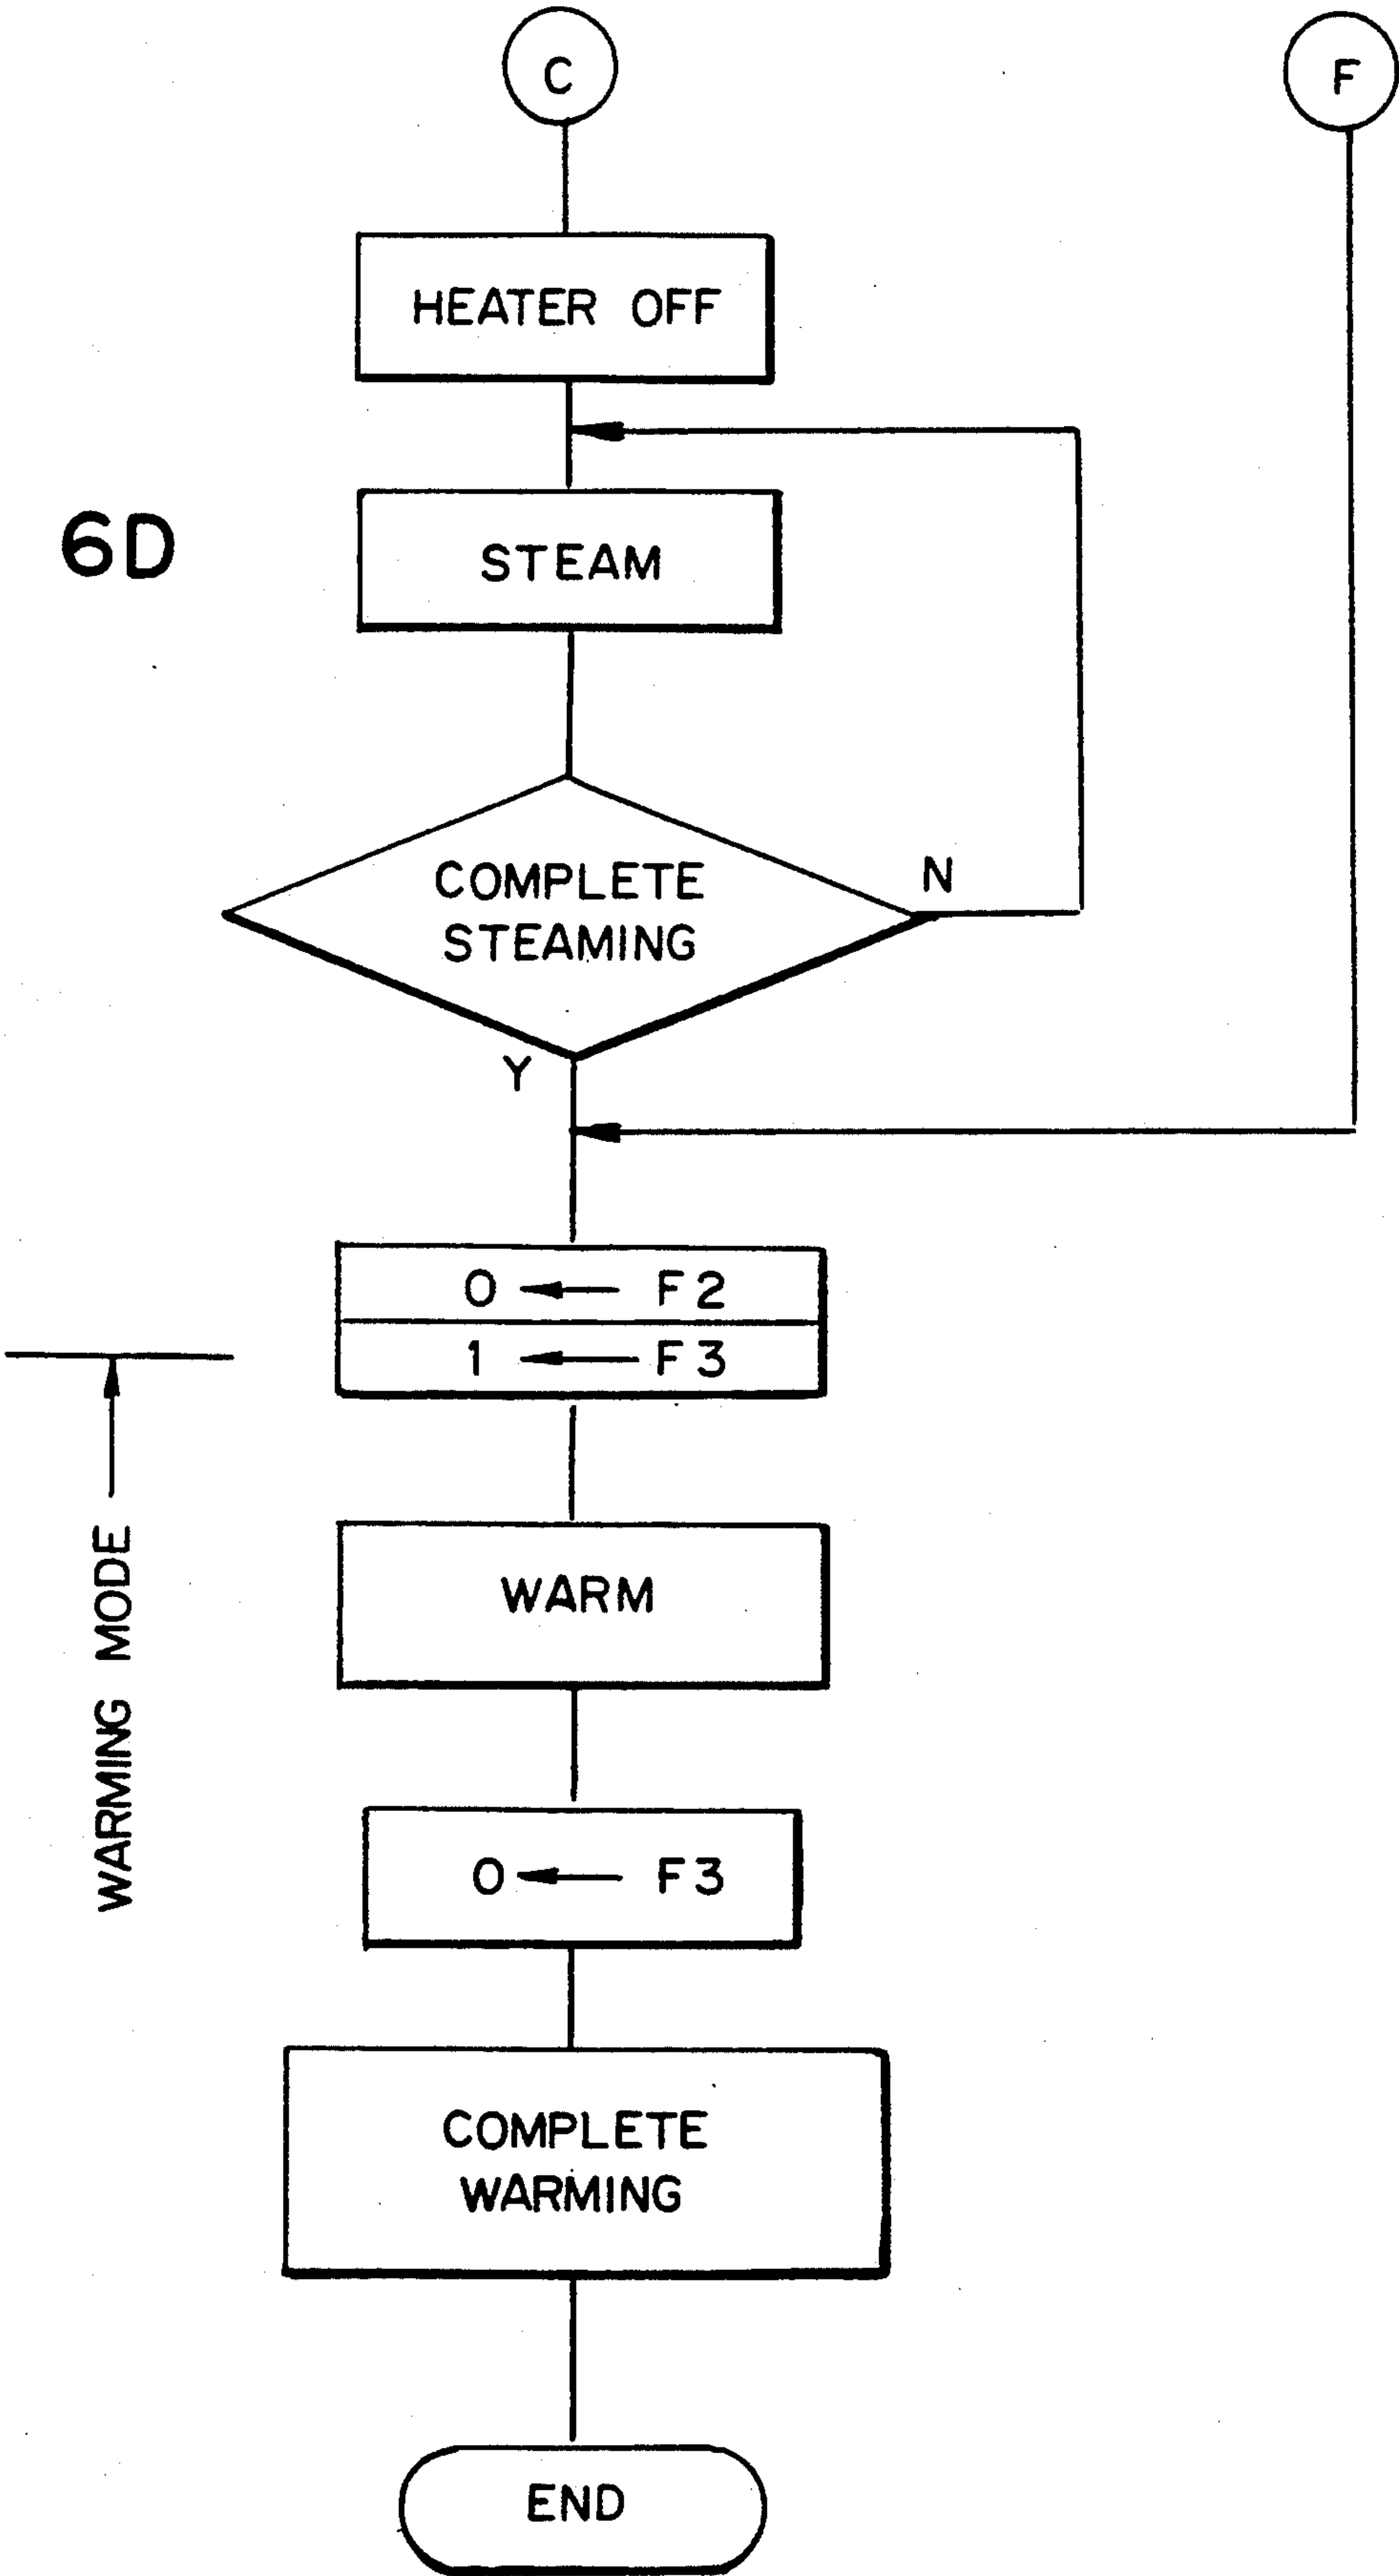 C
F
HEATER OFF
6D
STEAM
COMPLETE
STEAMING
N
Y
0 ← F2
1 ← F3
WARMING MODE
WARM
0 ← F3
COMPLETE
WARMING
END